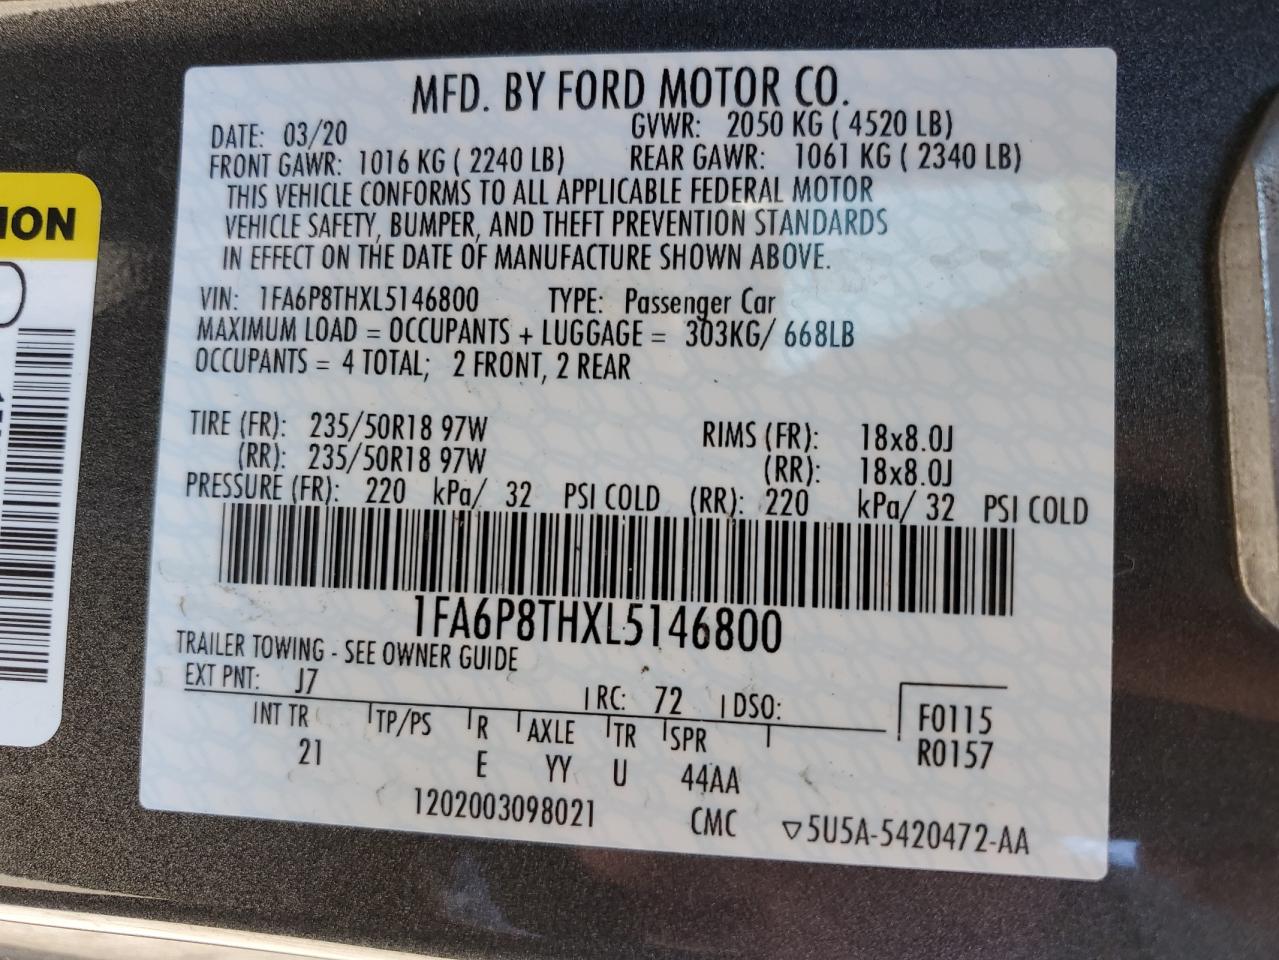 MFD. BY FORD MOTOR CO.
DATE: 03/20 GVWR: 2050 KG ( 4520 LB)
FRONT GAWR: 1016 KG ( 2240 LB) REAR GAWR: 1061 KG ( 2340 LB)
THIS VEHICLE CONFORMS TO ALL APPLICABLE FEDERAL MOTOR
VEHICLE SAFETY, BUMPER, AND THEFT PREVENTION STANDARDS
IN EFFECT ON THE DATE OF MANUFACTURE SHOWN ABOVE.
VIN: 1FA6P8THXL5146800 TYPE: Passenger Car
MAXIMUM LOAD = OCCUPANTS + LUGGAGE = 303KG/ 668LB
OCCUPANTS = 4 TOTAL; 2 FRONT, 2 REAR
TIRE (FR): 235/50R18 97W RIMS (FR): 18x8.0J
(RR): 235/50R18 97W (RR): 18x8.0J
PRESSURE (FR): 220 kPa/ 32 PSI COLD (RR): 220 kPa/ 32 PSI COLD
1FA6P8THXL5146800
TRAILER TOWING - SEE OWNER GUIDE
EXT PNT: J7 RC: 72 DSO: F0115
INT TR TP/PS R AXLE TR SPR R0157
21 E YY U 44AA
1202003098021 CMC ▽5U5A-5420472-AA
ION